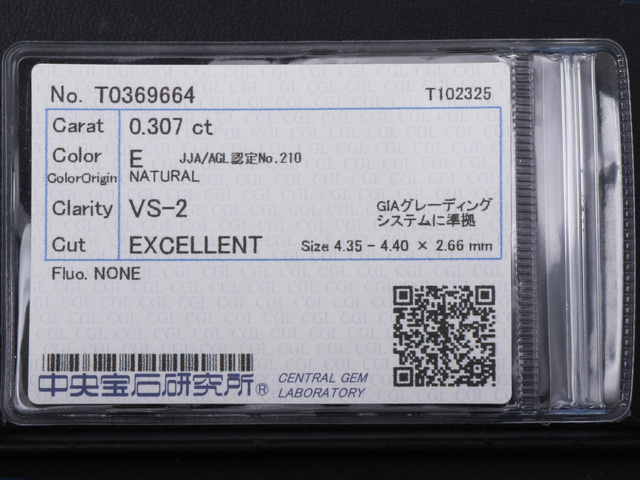 No. T0369664 T102325
Carat 0.307 ct
Color E JJA/AGL認定No.210
ColorOrigin NATURAL
Clarity VS-2 GIAグレーディング
システムに準拠
Cut EXCELLENT Size 4.35 - 4.40 × 2.66 mm
Fluo. NONE
中央宝石研究所® CENTRAL GEM
LABORATORY